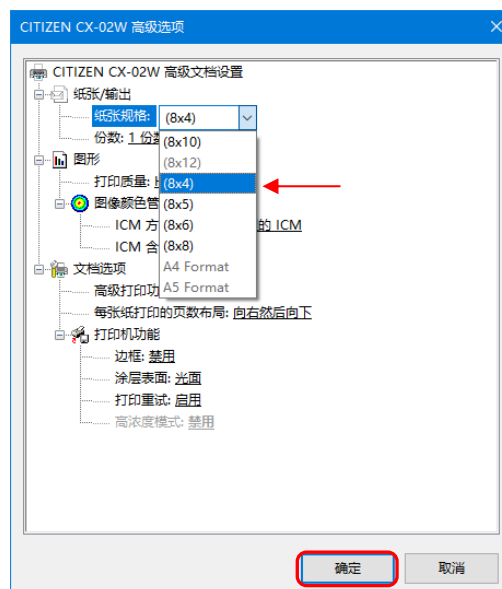 CITIZEN CX-02W 高级选项
CITIZEN CX-02W 高级文档设置
纸张/输出
纸张规格: (8x4)
份数: 1 份数
(8x10)
图形
(8x12)
打印质量:
(8x4)
图像颜色管
(8x5)
ICM 方 的 ICM
(8x6)
ICM 含
(8x8)
文档选项
A4 Format
高级打印功
A5 Format
每张纸打印的页数布局: 向右然后向下
打印机功能
边框: 禁用
涂层表面: 光面
打印重试: 启用
高浓度模式: 禁用
确定 取消